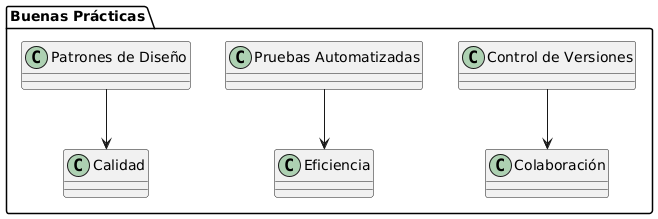 Buenas Prácticas
C Patrones de Diseño
C Pruebas Automatizadas
C Control de Versiones
C Calidad
C Eficiencia
C Colaboración